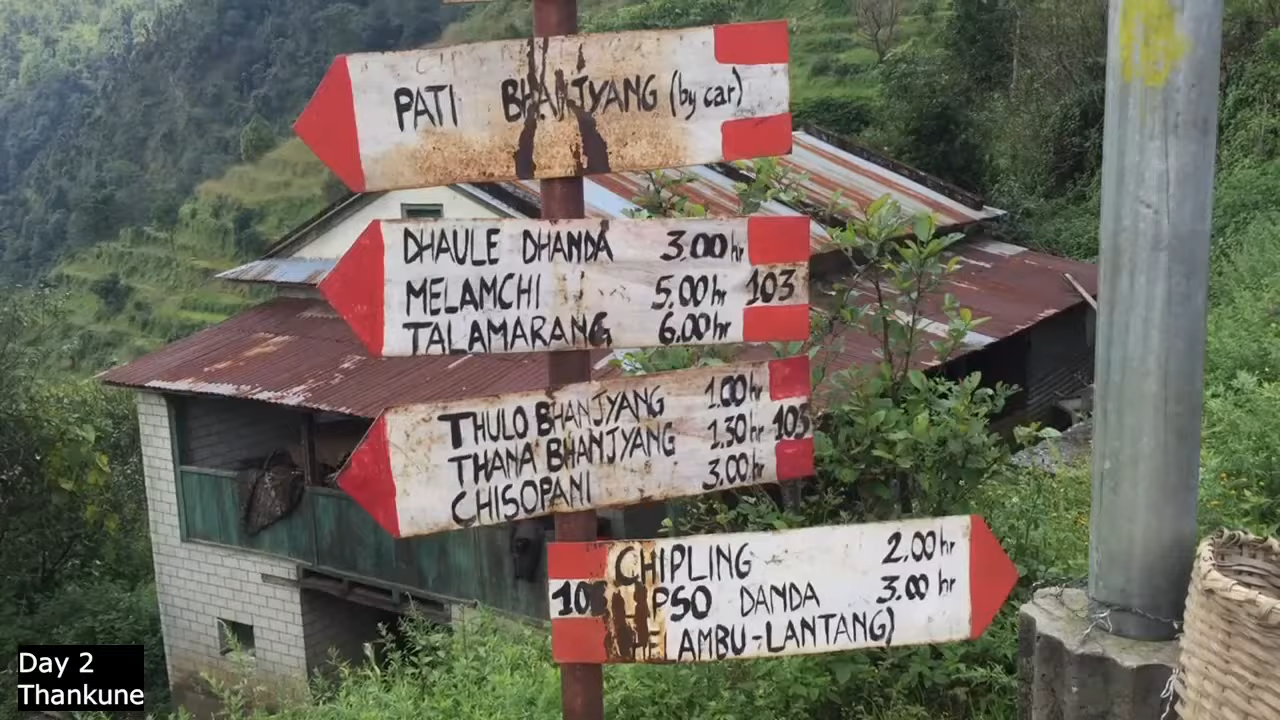 PATI BHANJYANG (by car)
DHAULE DHANDA 3.00 hr
MELAMCHI 5.00 hr 103
TALAMARANG 6.00 hr
THULO BHANJYANG 1.00 hr
THANA BHANJYANG 1.30 hr 103
CHISOPANI 3.00 hr
CHIPLING 2.00 hr
DANDA 3.00 hr
AMBU-LANTANG)
Day 2
Thankune